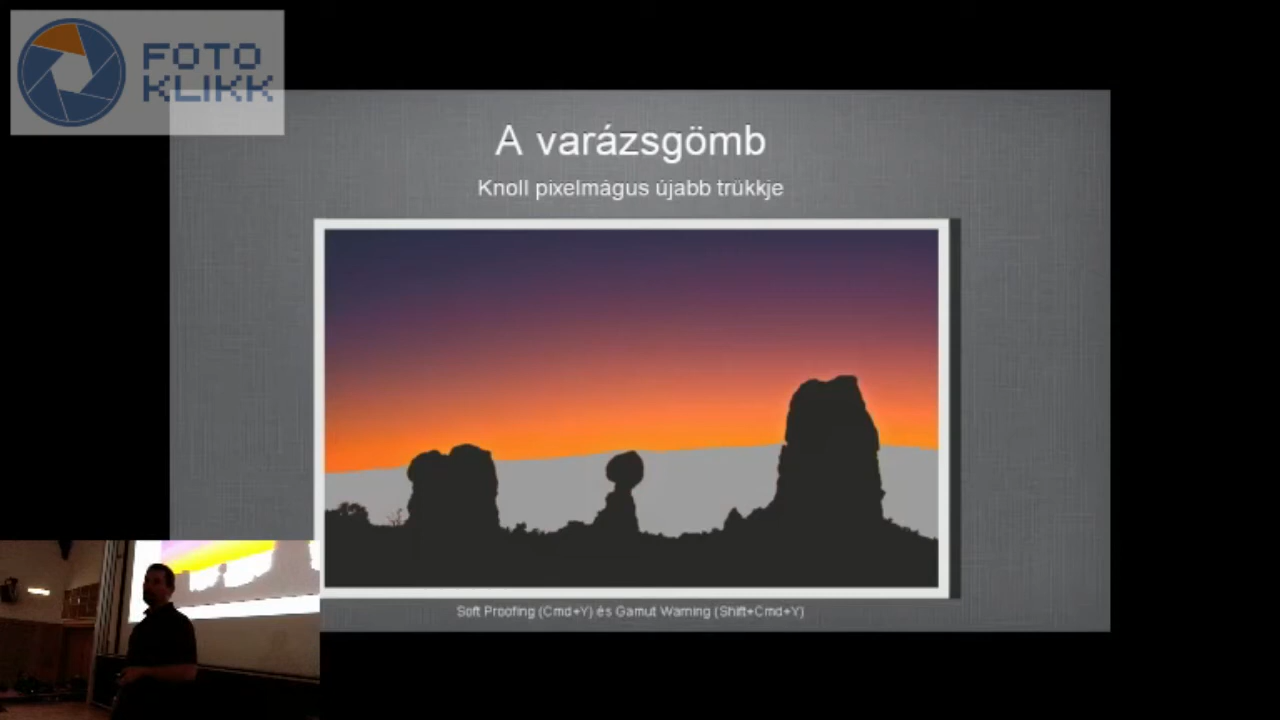 FOTO
KLIKK
A varázsgömb
Knoll pixelmágus újabb trükkje
Soft Proofing (Cmd+Y) és Gamut Warning (Shift+Cmd+Y)